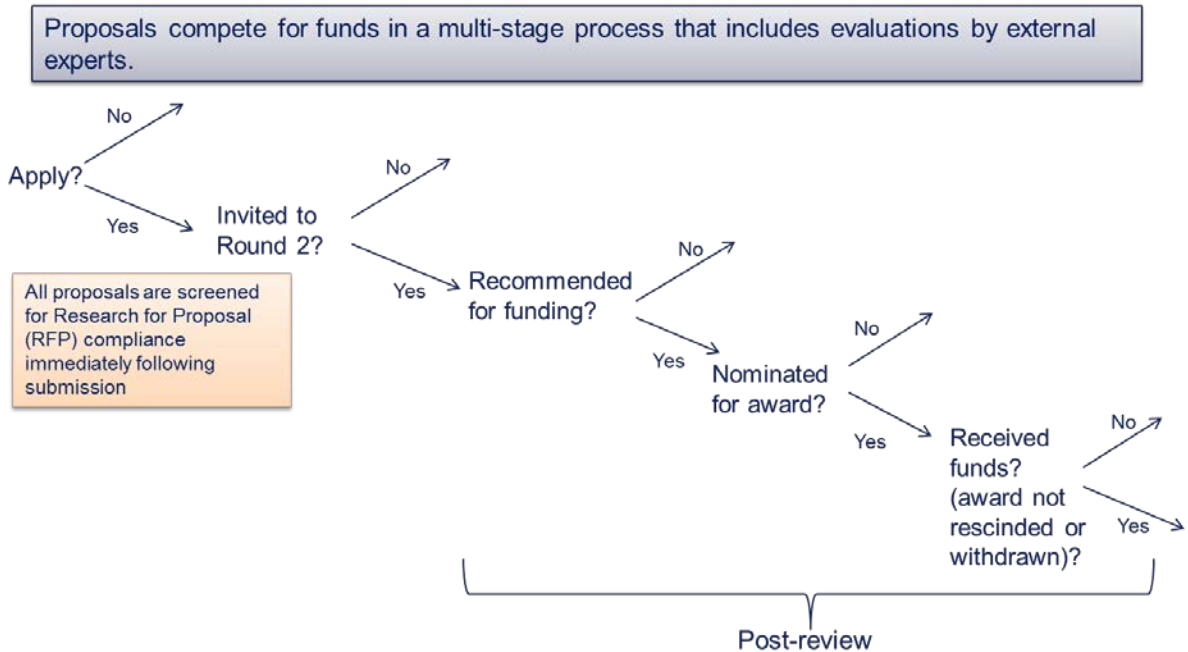 Proposals compete for funds in a multi-stage process that includes evaluations by external
experts.
No
Apply?
Yes
No
Invited to
Round 2?
Yes
All proposals are screened
for Research for Proposal
(RFP) compliance
immediately following
submission
No
Recommended
for funding?
Yes
No
Nominated
for award?
Yes
No
Received
funds?
(award not
rescinded or
withdrawn)?
Yes
Post-review